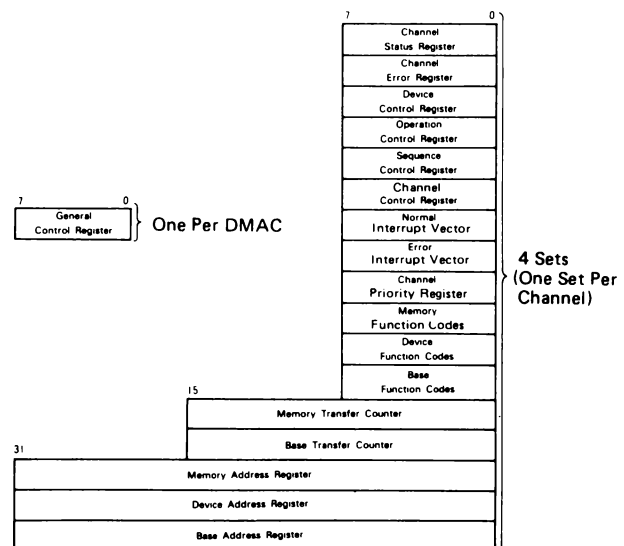 7 0
Channel
Status Register
Channel
Error Register
Device
Control Register
Operation
Control Register
Sequence
Control Register
Channel
Control Register
Normal
Interrupt Vector
Error
Interrupt Vector
Channel
Priority Register
Memory
Function Codes
Device
Function Codes
Base
Function Codes
7 0
General
Control Register
One Per DMAC
4 Sets
(One Set Per
Channel)
15
Memory Transfer Counter
Base Transfer Counter
31
Memory Address Register
Device Address Register
Base Address Register